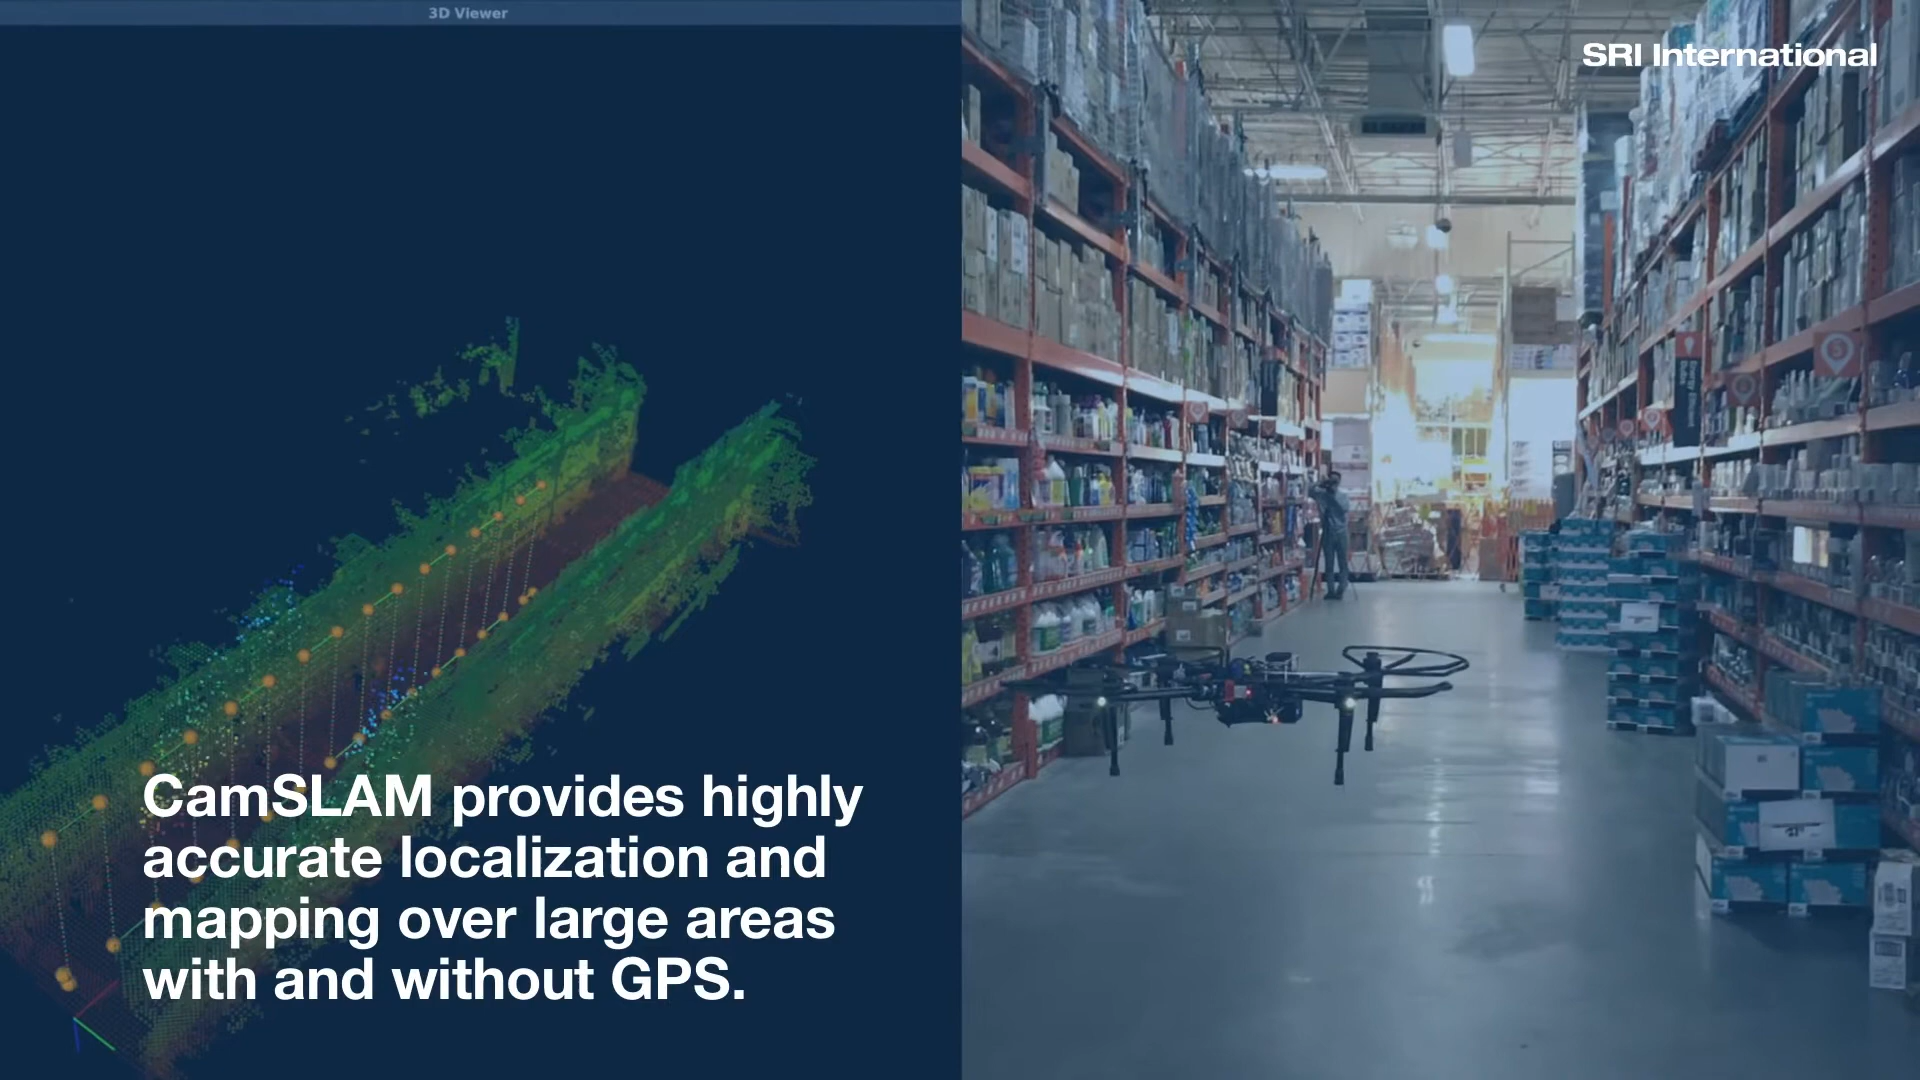 3D Viewer
SRI International
CamSLAM provides highly
accurate localization and
mapping over large areas
with and without GPS.